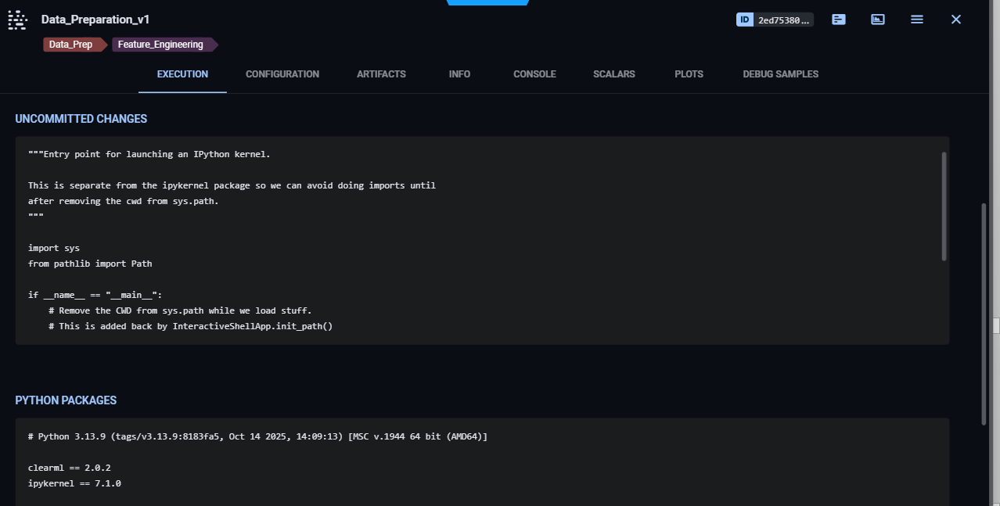 Data_Preparation_v1
ID 2ed75380...
Data_Prep Feature_Engineering
EXECUTION CONFIGURATION ARTIFACTS INFO CONSOLE SCALARS PLOTS DEBUG SAMPLES
UNCOMMITTED CHANGES
"""Entry point for launching an IPython kernel.
This is separate from the ipykernel package so we can avoid doing imports until
after removing the cwd from sys.path.
"""
import sys
from pathlib import Path
if __name__ == "__main__":
# Remove the CWD from sys.path while we load stuff.
# This is added back by InteractiveShellApp.init_path()
PYTHON PACKAGES
# Python 3.13.9 (tags/v3.13.9:8183fa5, Oct 14 2025, 14:09:13) [MSC v.1944 64 bit (AMD64)]
clearml == 2.0.2
ipykernel == 7.1.0